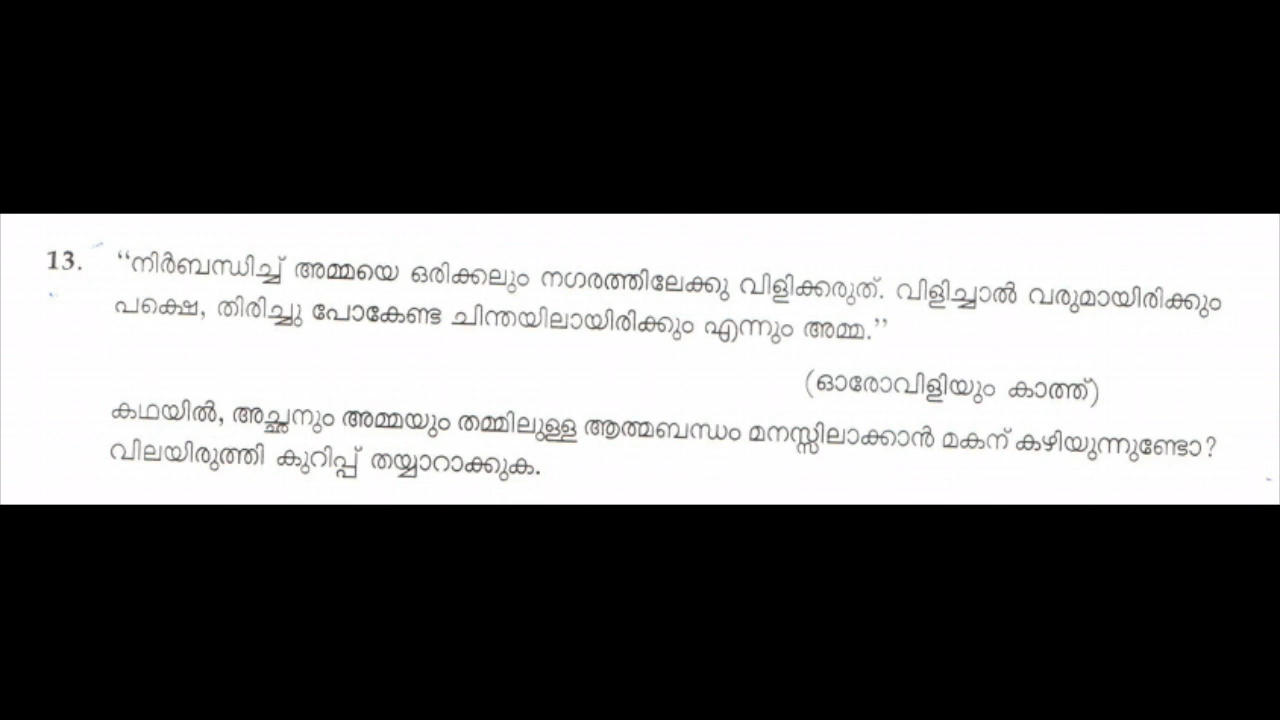 13. “നിർബന്ധിച്ച് അമ്മയെ ഒരിക്കലും നഗരത്തിലേക്കു വിളിക്കരുത്. വിളിച്ചാൽ വരുമായിരിക്കും
പക്ഷെ, തിരിച്ചു പോകേണ്ട ചിന്തയിലായിരിക്കും എന്നും അമ്മ.”
(ഓരോവിളിയും കാത്ത്)
കഥയിൽ, അച്ഛനും അമ്മയും തമ്മിലുള്ള ആത്മബന്ധം മനസ്സിലാക്കാൻ മകന് കഴിയുന്നുണ്ടോ?
വിലയിരുത്തി കുറിപ്പ് തയ്യാറാക്കുക.